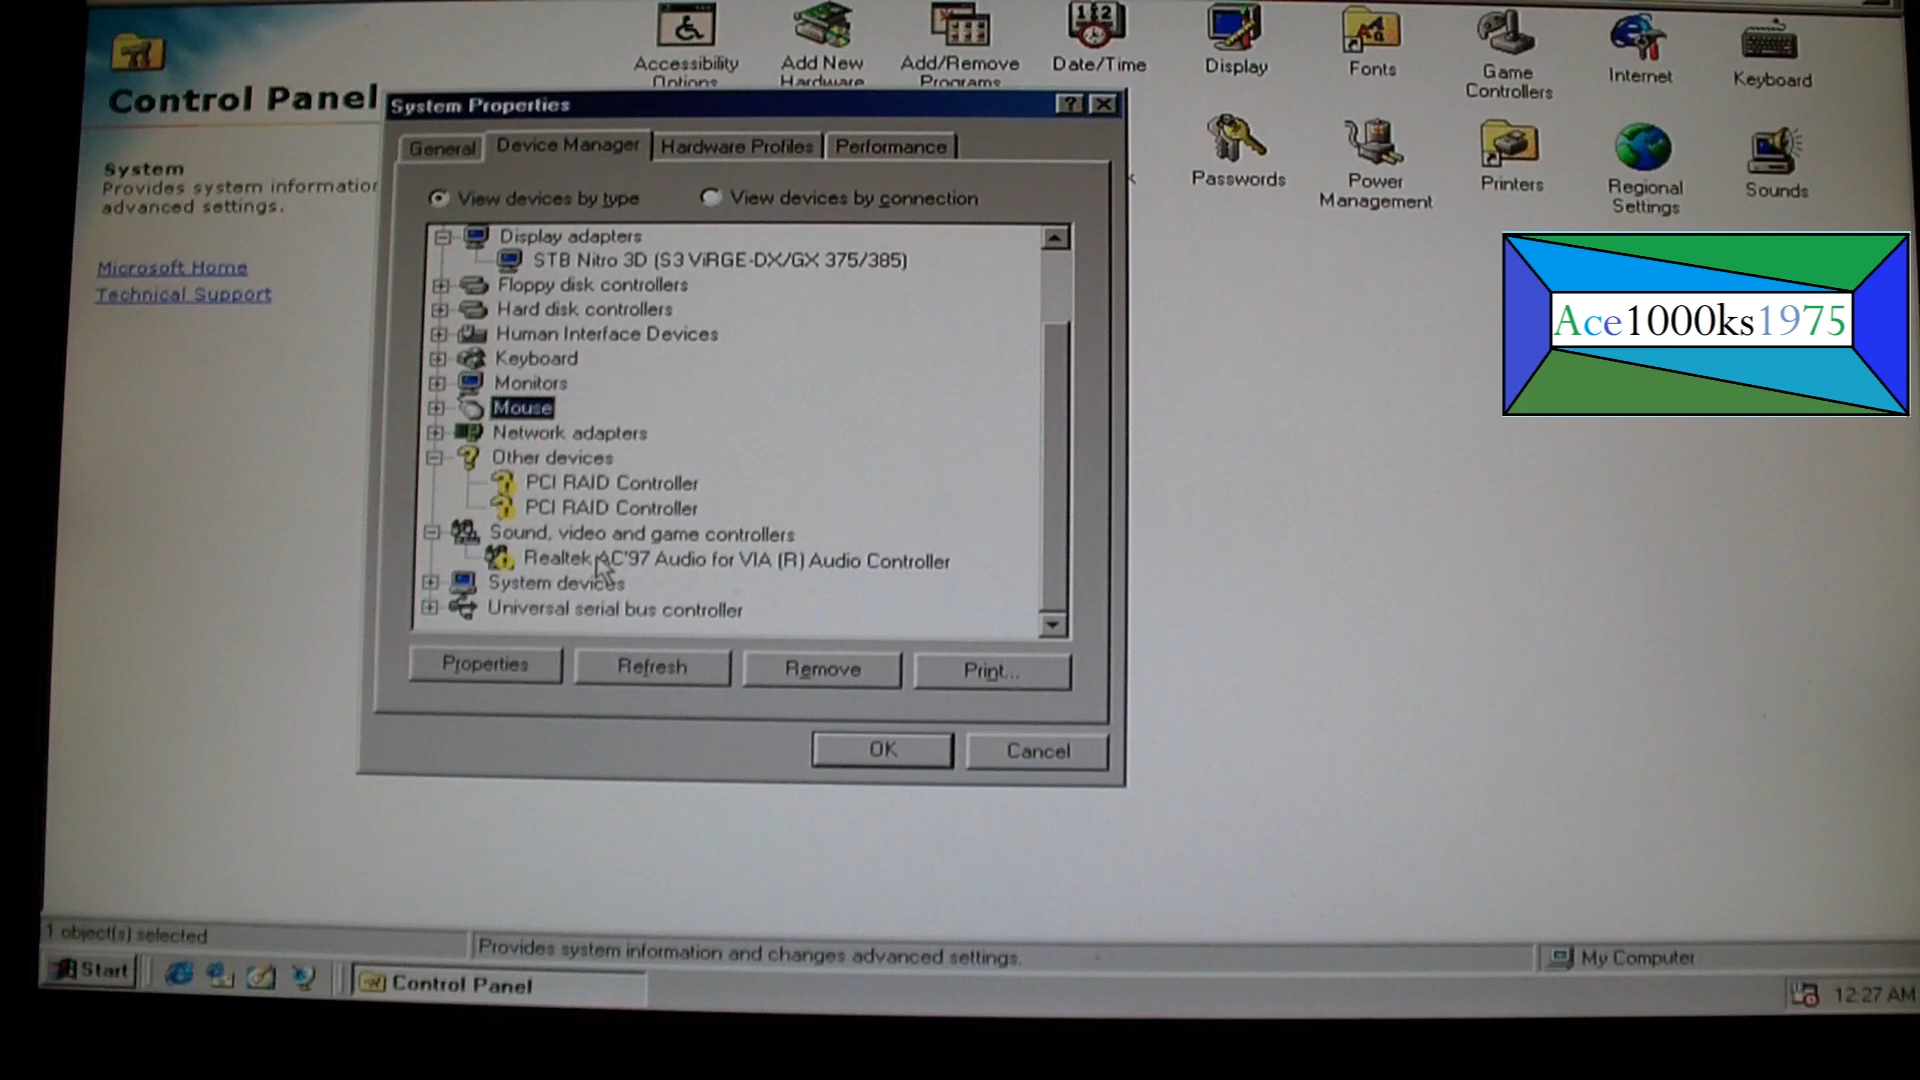 Accessibility Options
Add New Hardware
Add/Remove Programs
Date/Time
Display
Fonts
Game Controllers
Internet
Keyboard
Control Panel
System
Provides system information
advanced settings.
Microsoft Home
Technical Support
Passwords
Power Management
Printers
Regional Settings
Sounds
System Properties
General
Device Manager
Hardware Profiles
Performance
View devices by type
View devices by connection
Display adapters
STB Nitro 3D (S3 ViRGE-DX/GX 375/385)
Floppy disk controllers
Hard disk controllers
Human Interface Devices
Keyboard
Monitors
Mouse
Network adapters
Other devices
PCI RAID Controller
PCI RAID Controller
Sound, video and game controllers
Realtek AC'97 Audio for VIA (R) Audio Controller
System devices
Universal serial bus controller
Properties
Refresh
Remove
Print...
OK
Cancel
Ace1000ks1975
1 object(s) selected
Provides system information and changes advanced settings.
My Computer
Start
Control Panel
12:27 AM